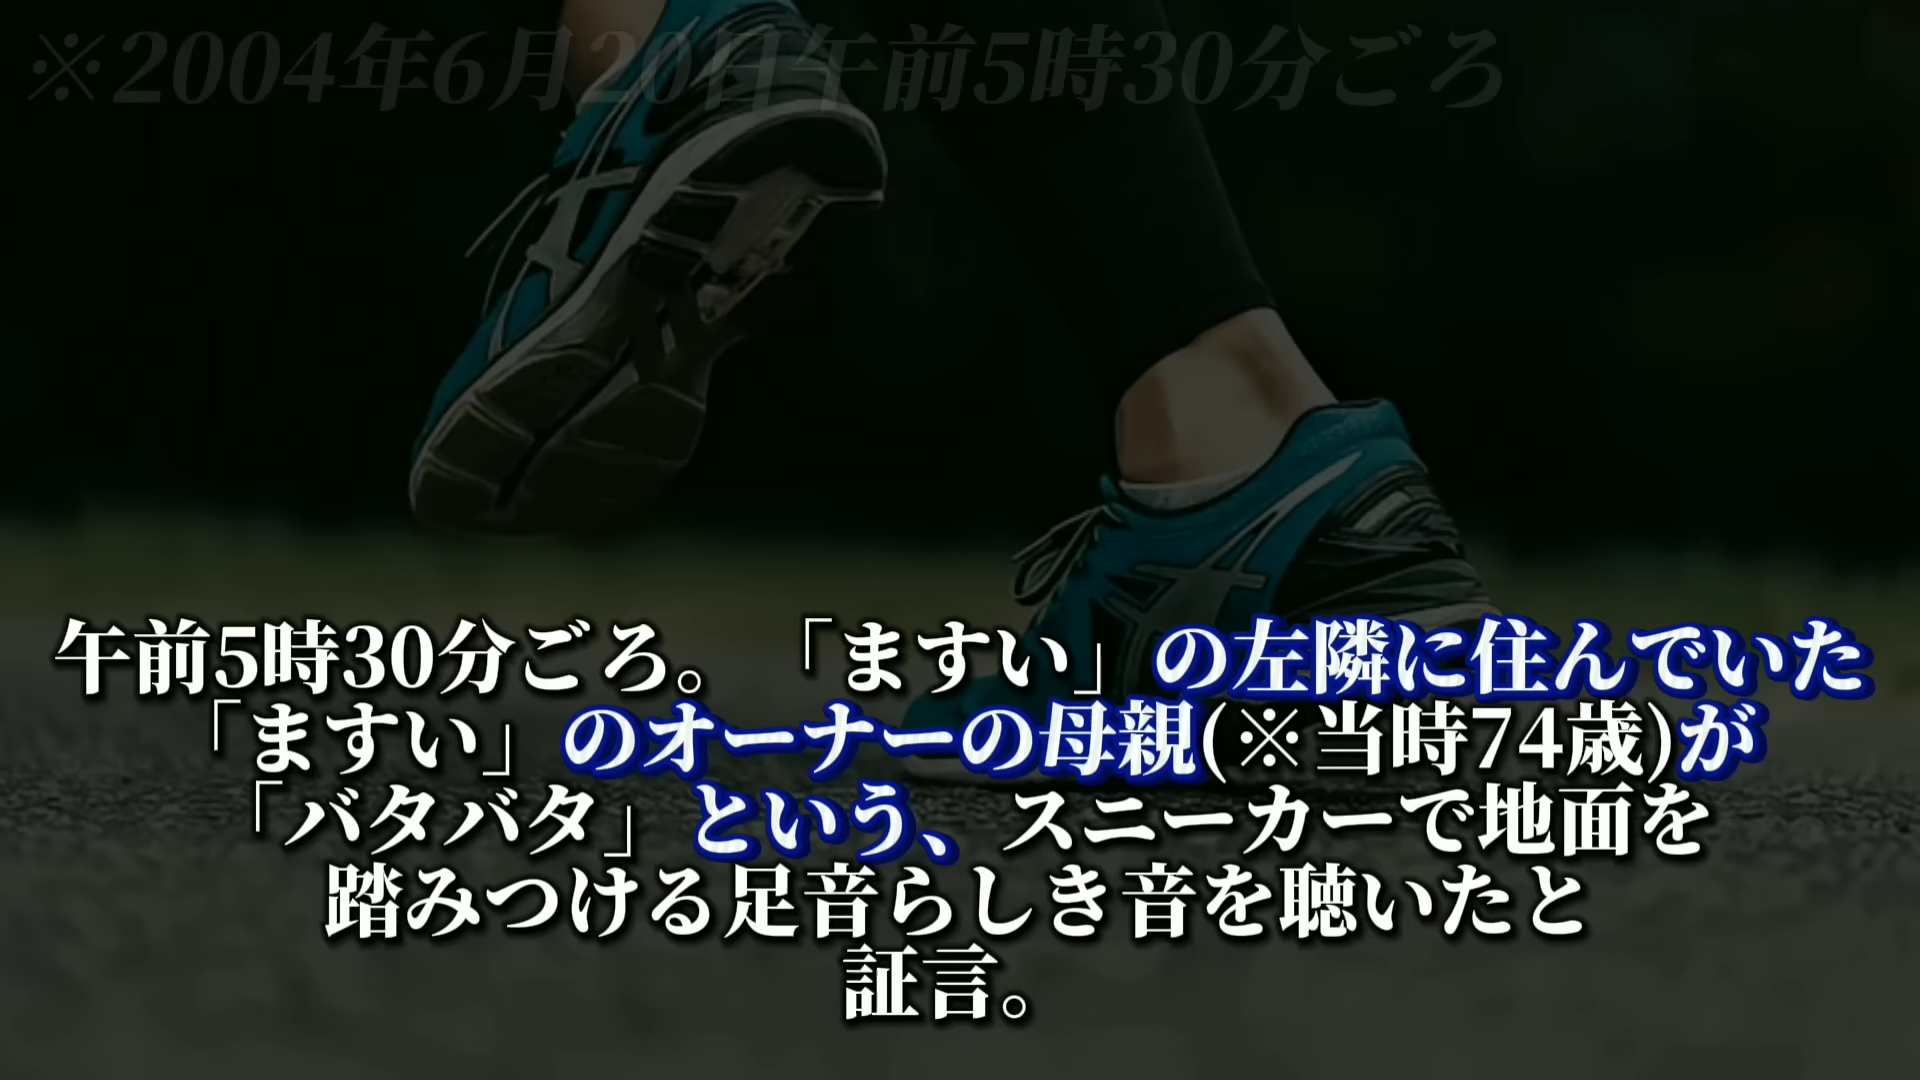 ※2004年6月20日午前5時30分ごろ
午前5時30分ごろ。「ますい」の左隣に住んでいた
「ますい」のオーナーの母親(※当時74歳)が
「バタバタ」という、スニーカーで地面を
踏みつける足音らしき音を聴いたと
証言。